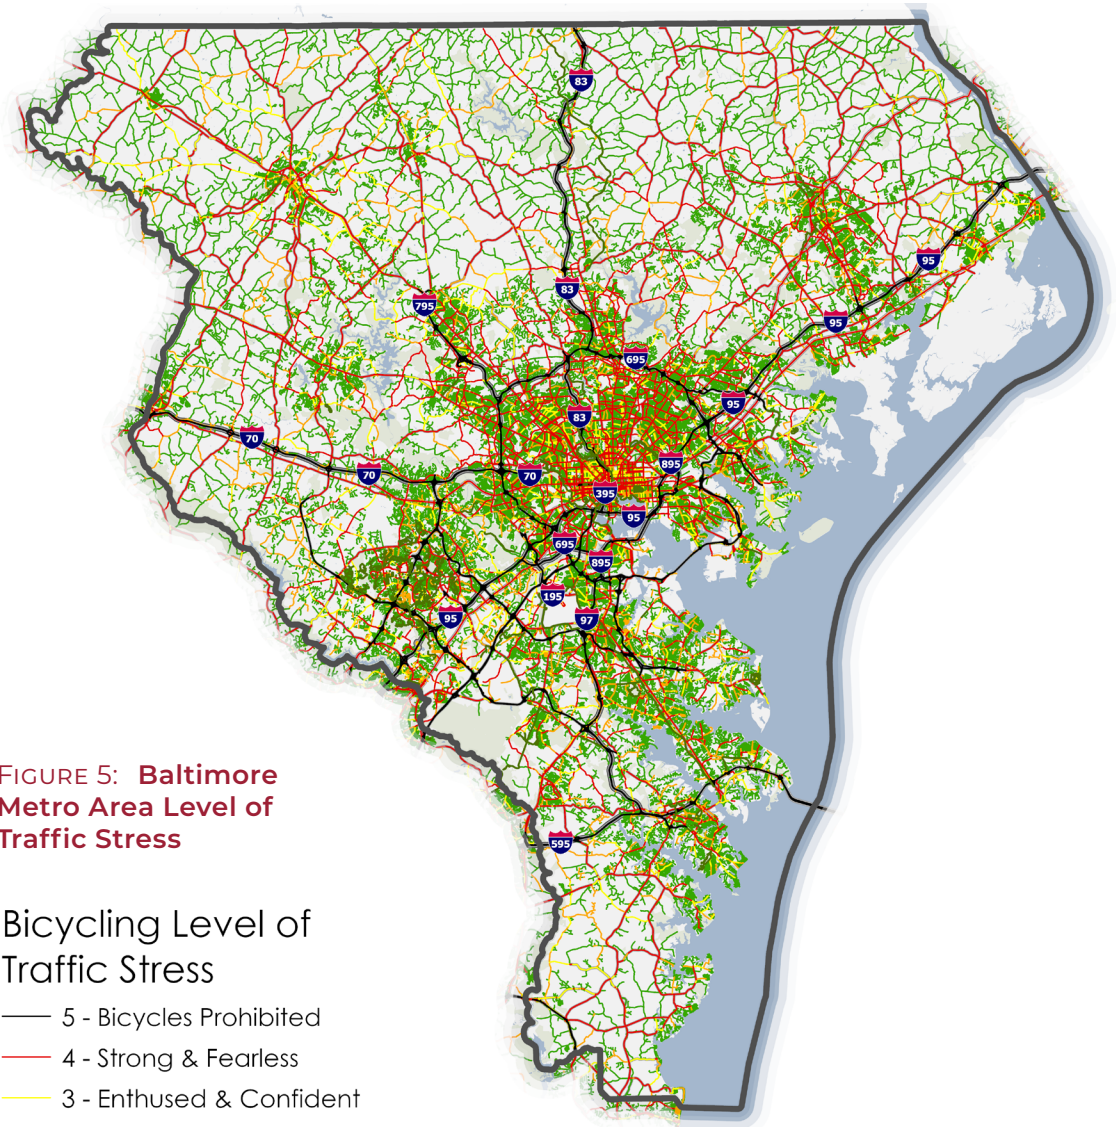 83
95
83
795
95
695
95
83
70
895
70
70
395
95
695
895
195
95
97
FIGURE 5: Baltimore
Metro Area Level of
Traffic Stress
595
Bicycling Level of
Traffic Stress
5 - Bicycles Prohibited
4 - Strong & Fearless
3 - Enthused & Confident